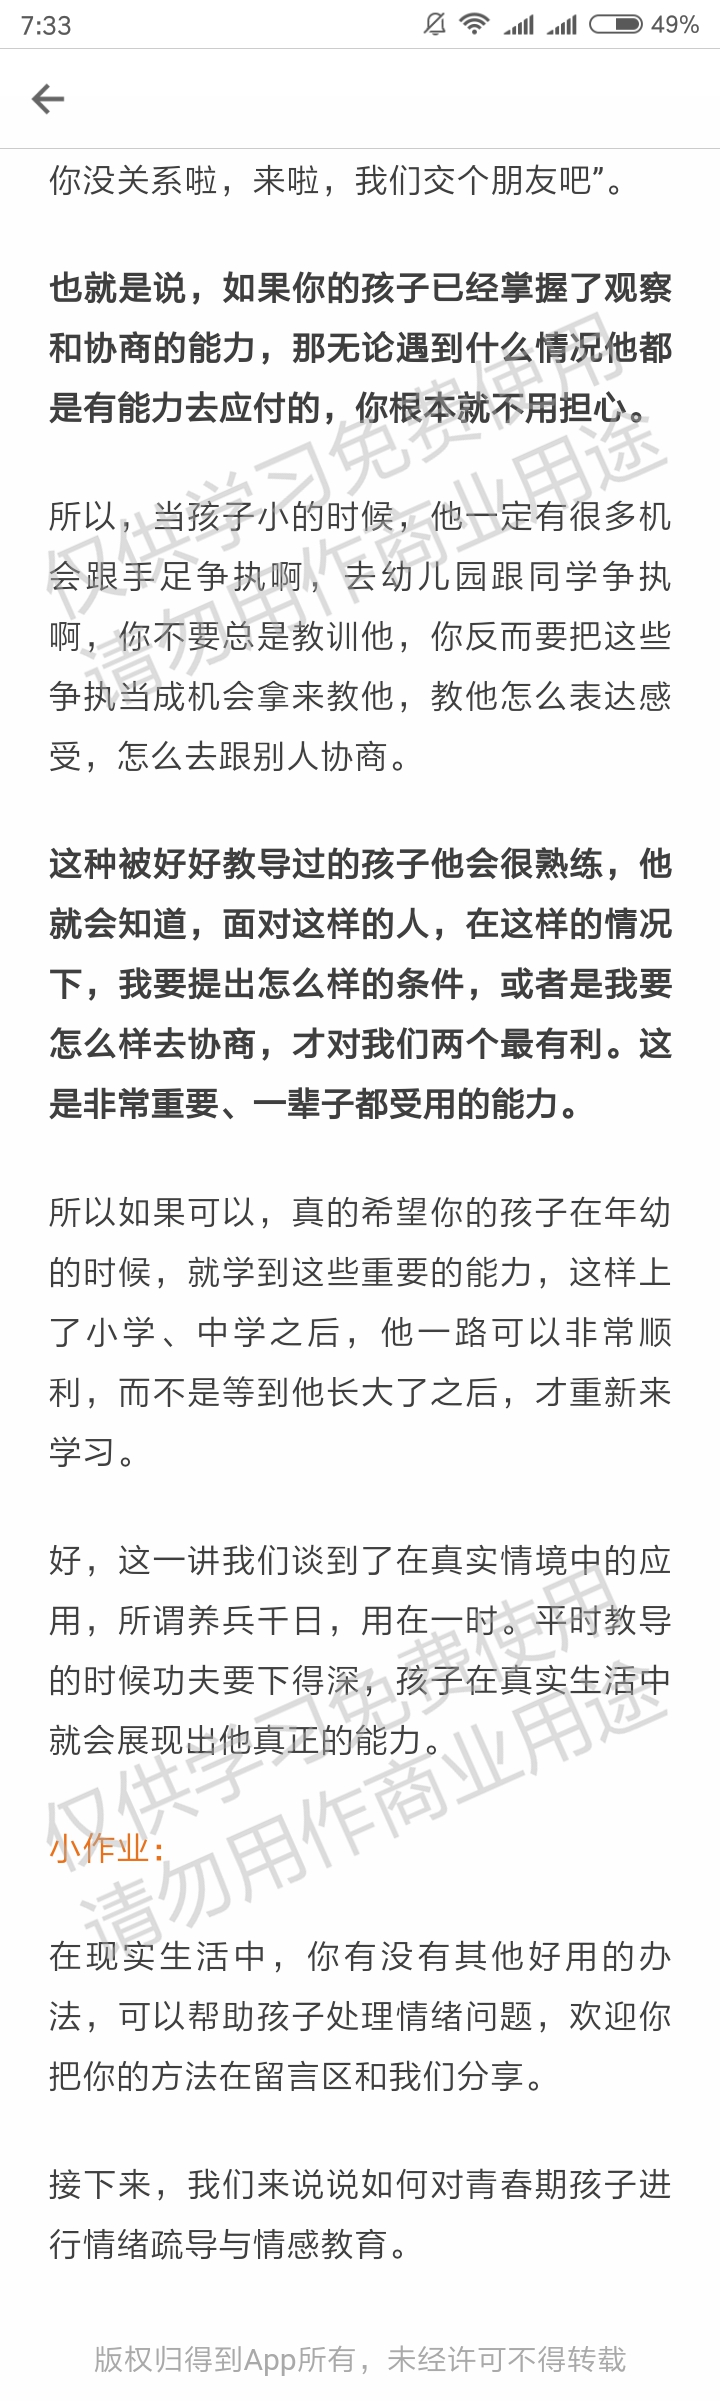 7:33
49%
你没关系啦，来啦，我们交个朋友吧”。
也就是说，如果你的孩子已经掌握了观察
和协商的能力，那无论遇到什么情况他都
是有能力去应付的，你根本就不用担心。
所以，当孩子小的时候，他一定有很多机
会跟手足争执啊，去幼儿园跟同学争执
啊，你不要总是教训他，你反而要把这些
争执当成机会拿来教他，教他怎么表达感
受，怎么去跟别人协商。
仅供学习免费使用
请勿用作商业用途
这种被好好教导过的孩子他会很熟练，他
就会知道，面对这样的人，在这样的情况
下，我要提出怎么样的条件，或者是我要
怎么样去协商，才对我们两个最有利。这
是非常重要、一辈子都受用的能力。
所以如果可以，真的希望你的孩子在年幼
的时候，就学到这些重要的能力，这样上
了小学、中学之后，他一路可以非常顺
利，而不是等到他长大了之后，才重新来
学习。
好，这一讲我们谈到了在真实情境中的应
用，所谓养兵千日，用在一时。平时教导
的时候功夫要下得深，孩子在真实生活中
就会展现出他真正的能力。
仅供学习免费使用
请勿用作商业用途
小作业：
在现实生活中，你有没有其他好用的办
法，可以帮助孩子处理情绪问题，欢迎你
把你的方法在留言区和我们分享。
接下来，我们来说说如何对青春期孩子进
行情绪疏导与情感教育。
版权归得到App所有，未经许可不得转载